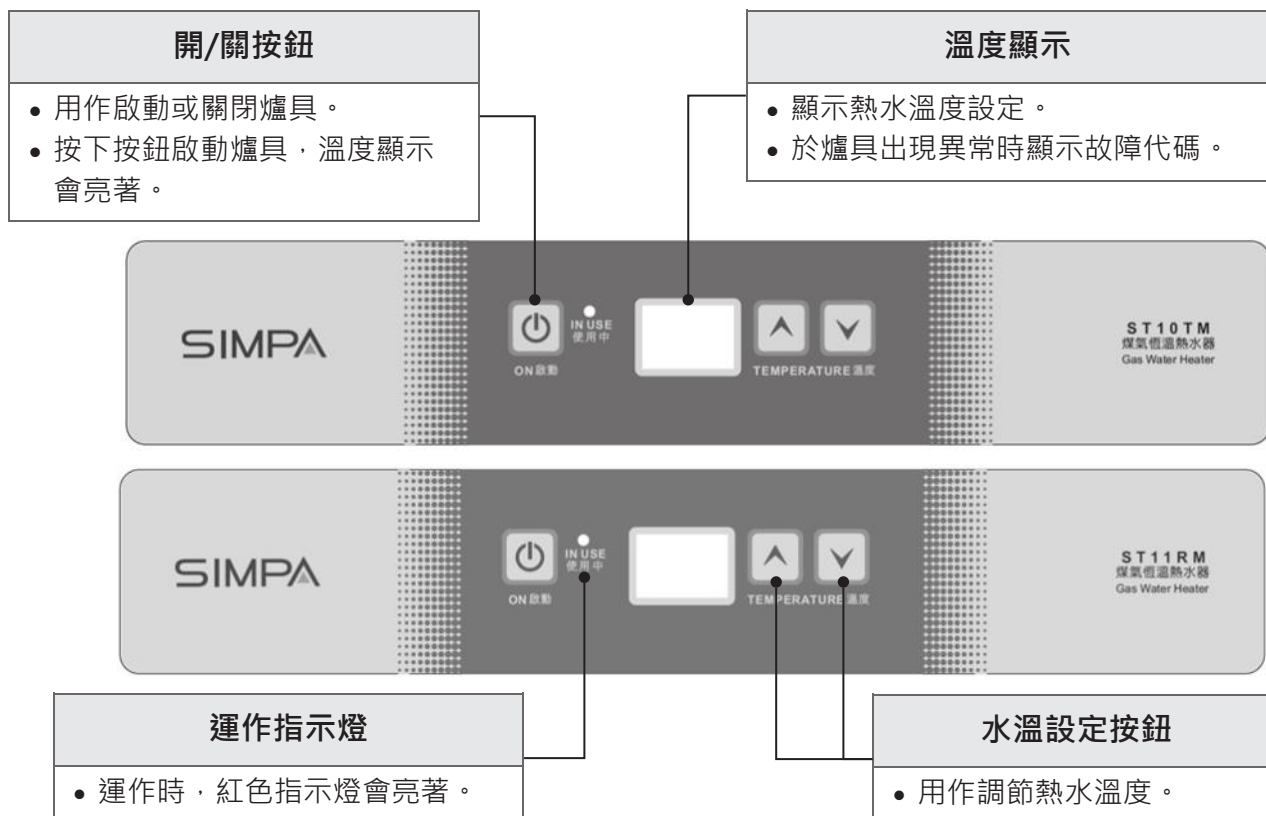 開/關按鈕
• 用作啟動或關閉爐具。
• 按下按鈕啟動爐具，溫度顯示
會亮著。
溫度顯示
• 顯示熱水溫度設定。
• 於爐具出現異常時顯示故障代碼。
SIMPA
IN USE
使用中
ON 啟動
TEMPERATURE 溫度
ST10TM
煤氣恆溫熱水器
Gas Water Heater
SIMPA
IN USE
使用中
ON 啟動
TEMPERATURE 溫度
ST11RM
煤氣恆溫熱水器
Gas Water Heater
運作指示燈
• 運作時，紅色指示燈會亮著。
水溫設定按鈕
• 用作調節熱水溫度。